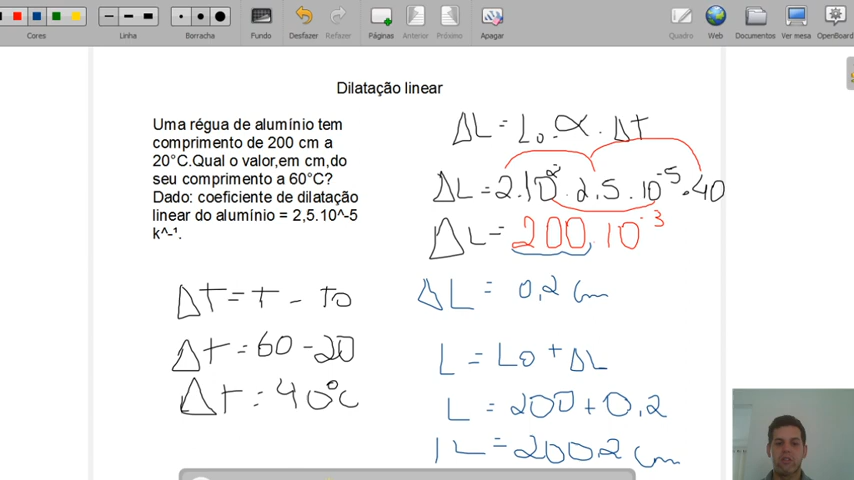 Cores
Linha
Borracha
Fundo
Desfazer
Refazer
Páginas
Anterior
Próximo
Apagar
Quadro
Web
Documentos
Ver mesa
OpenBoard
Dilatação linear
Uma régua de alumínio tem
comprimento de 200 cm a
20°C.Qual o valor,em cm,do
seu comprimento a 60°C?
Dado: coeficiente de dilatação
linear do alumínio = 2,5.10^-5
k^-¹.
ΔT = T - T0
ΔT = 60 - 20
ΔT = 40°C
ΔL = L0 . α . ΔT
ΔL = 2.10² . 2,5 . 10⁻⁵ . 40
ΔL = 200 . 10⁻³
ΔL = 0,2 cm
L = L0 + ΔL
L = 200 + 0,2
L = 200,2 cm